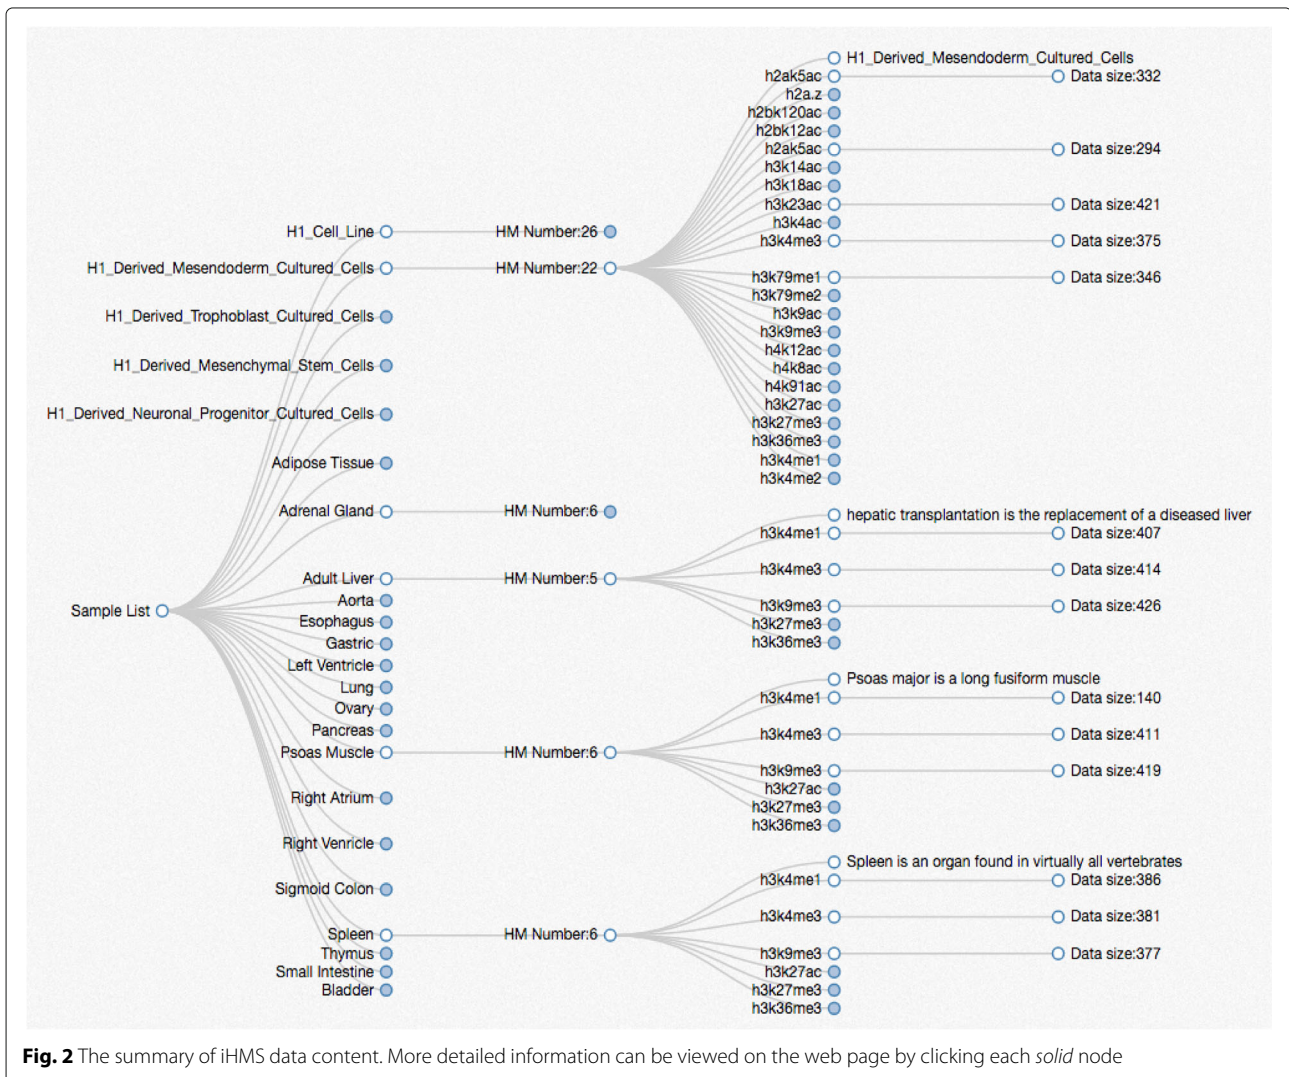 H1_Derived_Mesendoderm_Cultured_Cells
h2ak5ac Data size:332
h2a.z
h2bk120ac
h2bk12ac
h2ak5ac Data size:294
h3k14ac
h3k18ac
h3k23ac Data size:421
h3k4ac
H1_Cell_Line HM Number:26
h3k4me3 Data size:375
H1_Derived_Mesendoderm_Cultured_Cells HM Number:22
h3k79me1 Data size:346
h3k79me2
h3k9ac
H1_Derived_Trophoblast_Cultured_Cells
h3k9me3
h4k12ac
H1_Derived_Mesenchymal_Stem_Cells
h4k8ac
h4k91ac
h3k27ac
H1_Derived_Neuronal_Progenitor_Cultured_Cells
h3k27me3
h3k36me3
h3k4me1
Adipose Tissue
h3k4me2
Adrenal Gland HM Number:6
hepatic transplantation is the replacement of a diseased liver
h3k4me1 Data size:407
h3k4me3 Data size:414
Adult Liver HM Number:5
Aorta
h3k9me3 Data size:426
Sample List
Esophagus
h3k27me3
Gastric
h3k36me3
Left Ventricle
Psoas major is a long fusiform muscle
Lung
h3k4me1 Data size:140
Ovary
Pancreas
h3k4me3 Data size:411
Psoas Muscle HM Number:6
h3k9me3 Data size:419
h3k27ac
Right Atrium
h3k27me3
h3k36me3
Right Venricle
Spleen is an organ found in virtually all vertebrates
h3k4me1 Data size:386
Sigmoid Colon
h3k4me3 Data size:381
Spleen HM Number:6
Thymus
h3k9me3 Data size:377
Small Intestine
h3k27ac
Bladder
h3k27me3
h3k36me3
Fig. 2 The summary of iHMS data content. More detailed information can be viewed on the web page by clicking each solid node